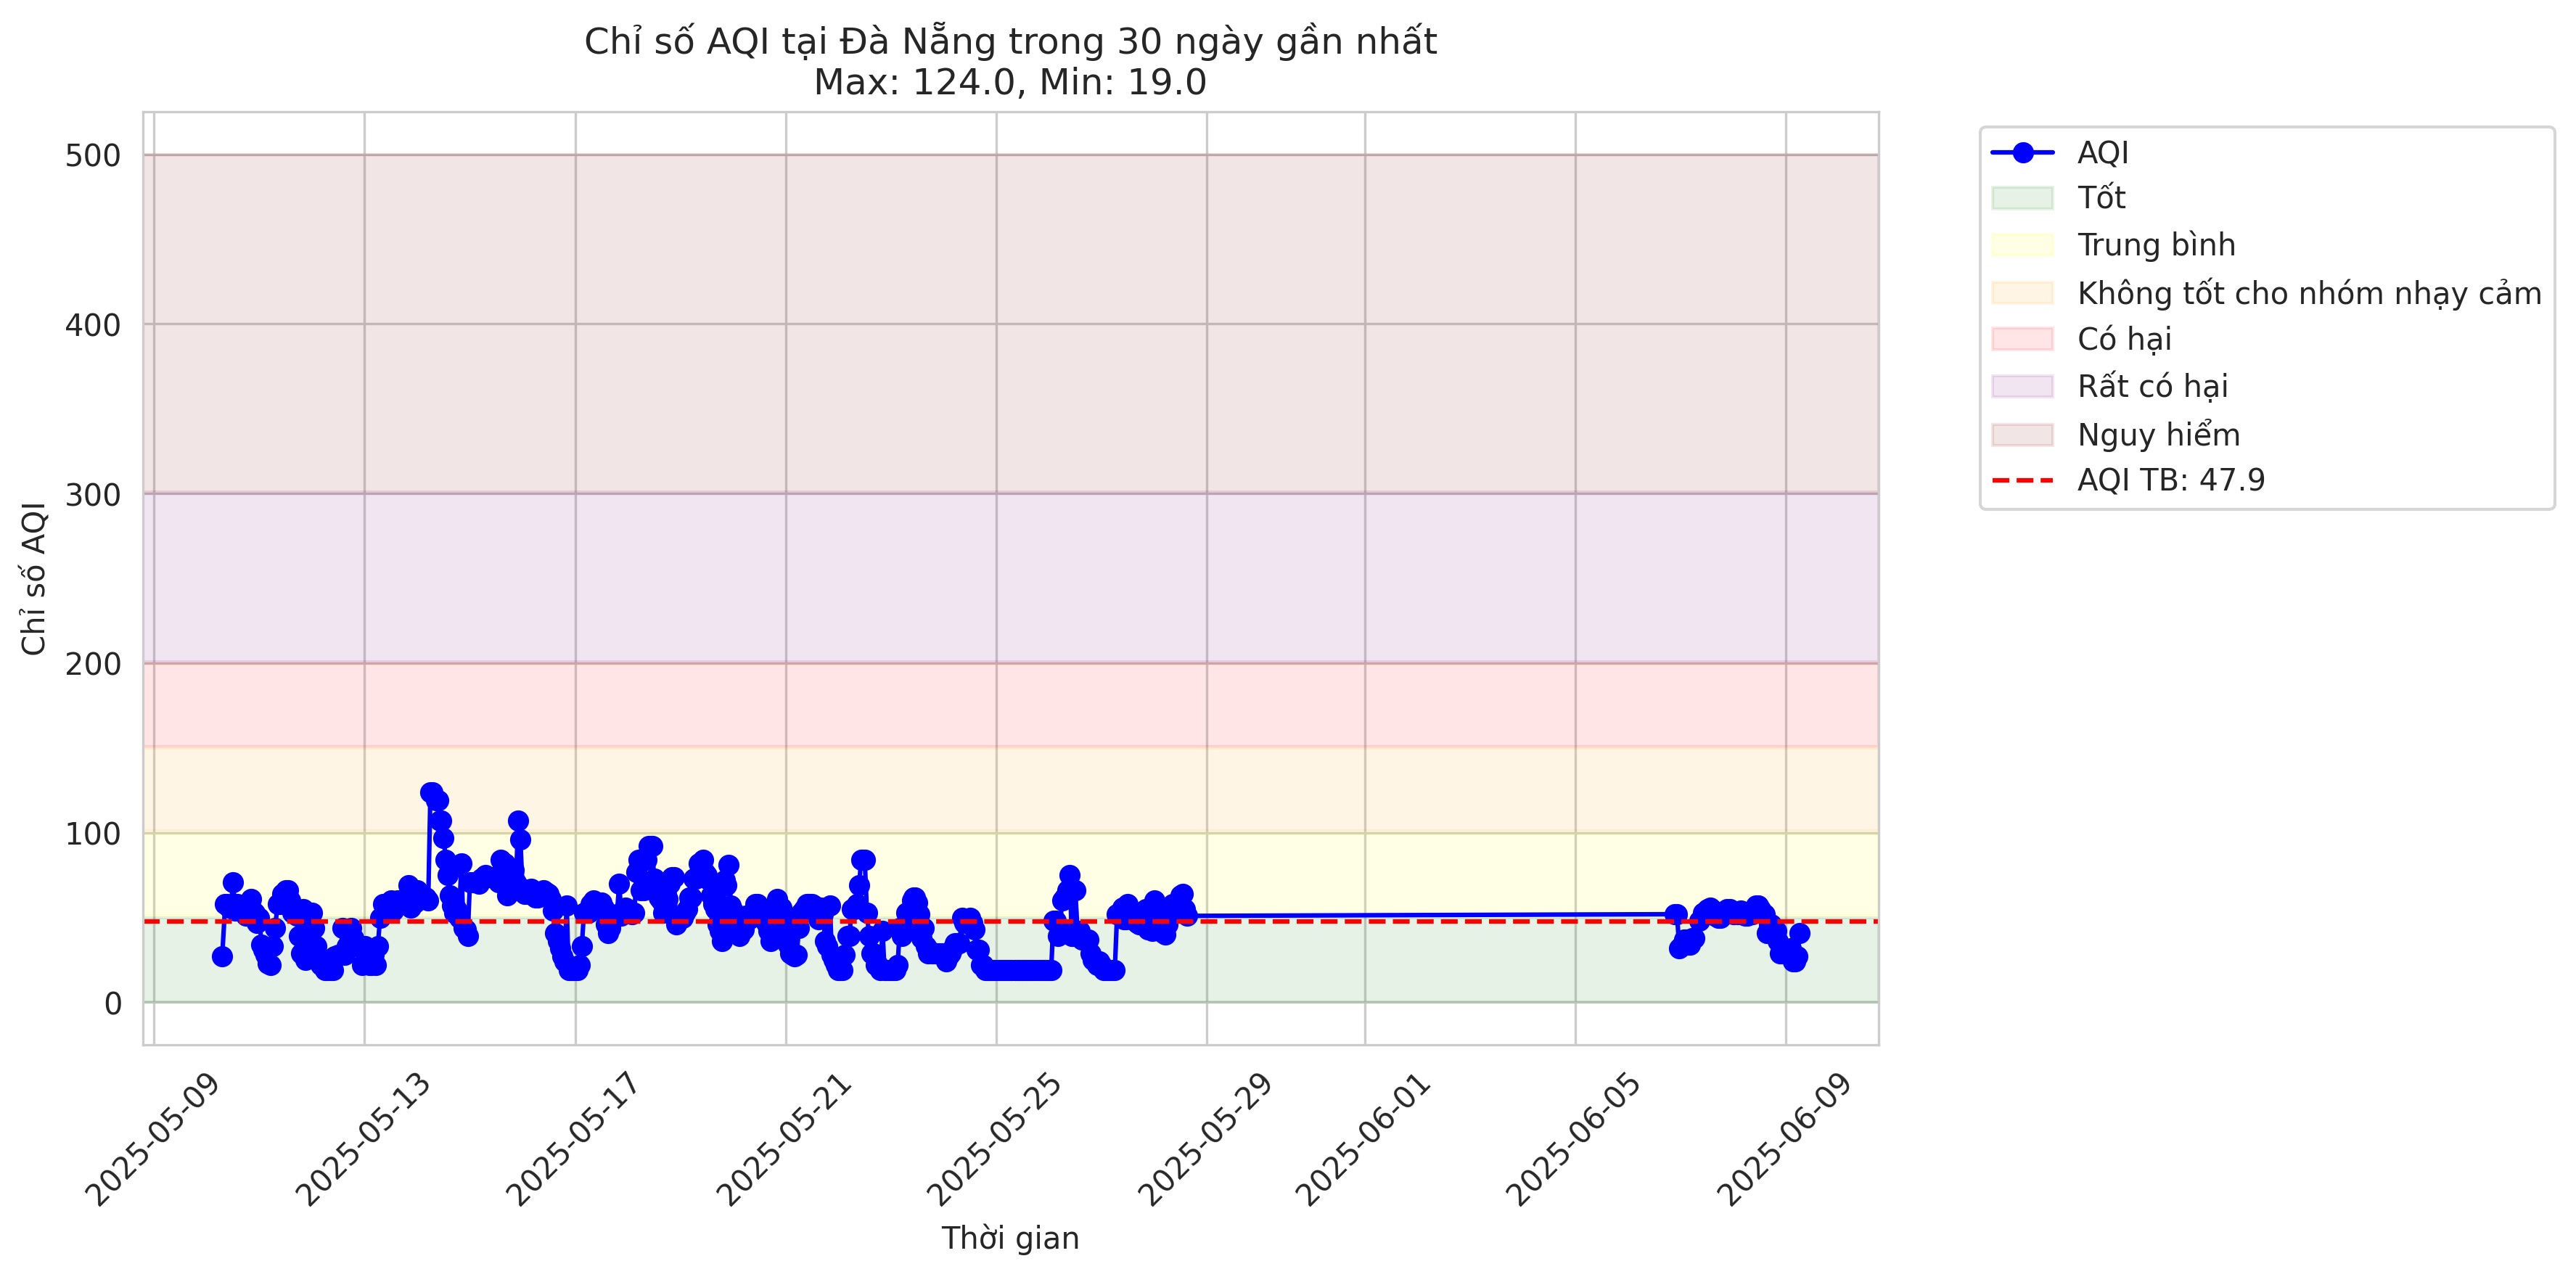 Chỉ số AQI tại Đà Nẵng trong 30 ngày gần nhất
Max: 124.0, Min: 19.0
Chỉ số AQI
500
400
300
200
100
0
2025-05-09
2025-05-13
2025-05-17
2025-05-21
2025-05-25
2025-05-29
2025-06-01
2025-06-05
2025-06-09
Thời gian
AQI
Tốt
Trung bình
Không tốt cho nhóm nhạy cảm
Có hại
Rất có hại
Nguy hiểm
AQI TB: 47.9